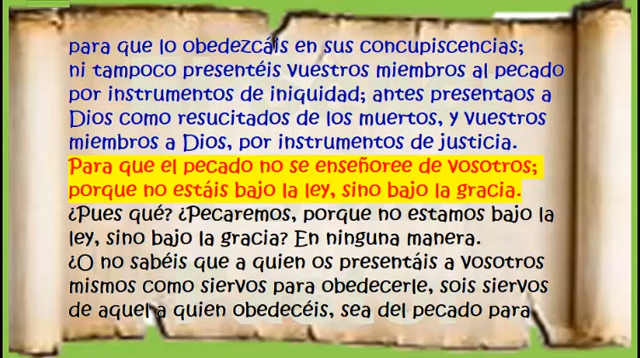 para que lo obedezcáis en sus concupiscencias;
ni tampoco presentéis vuestros miembros al pecado
por instrumentos de iniquidad; antes presentaos a
Dios como resucitados de los muertos, y vuestros
miembros a Dios, por instrumentos de justicia.
Para que el pecado no se enseñoree de vosotros;
porque no estáis bajo la ley, sino bajo la gracia.
¿Pues qué? ¿Pecaremos, porque no estamos bajo la
ley, sino bajo la gracia? En ninguna manera.
¿O no sabéis que a quien os presentáis a vosotros
mismos como siervos para obedecerle, sois siervos
de aquel a quien obedecéis, sea del pecado para